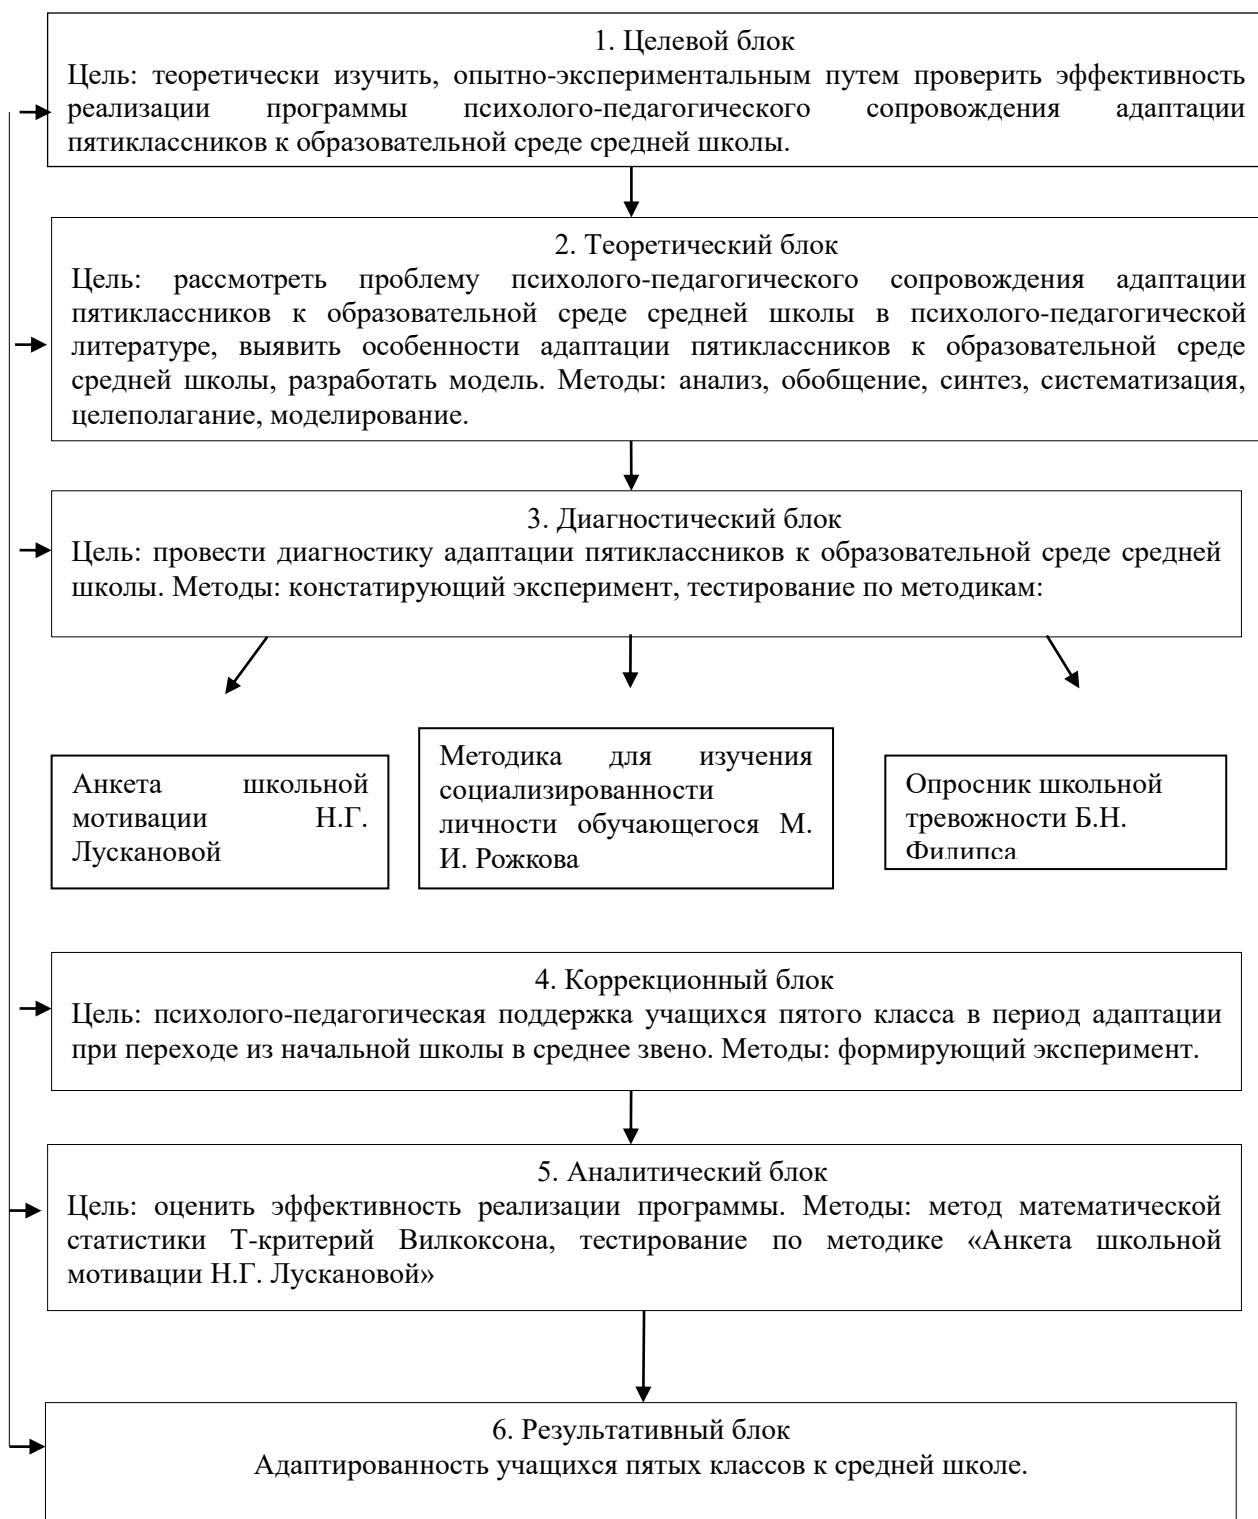 1. Целевой блок
Цель: теоретически изучить, опытно-экспериментальным путем проверить эффективность
реализации программы психолого-педагогического сопровождения адаптации
пятиклассников к образовательной среде средней школы.
2. Теоретический блок
Цель: рассмотреть проблему психолого-педагогического сопровождения адаптации
пятиклассников к образовательной среде средней школы в психолого-педагогической
литературе, выявить особенности адаптации пятиклассников к образовательной среде
средней школы, разработать модель. Методы: анализ, обобщение, синтез, систематизация,
целеполагание, моделирование.
3. Диагностический блок
Цель: провести диагностику адаптации пятиклассников к образовательной среде средней
школы. Методы: констатирующий эксперимент, тестирование по методикам:
Анкета школьной
мотивации Н.Г.
Лускановой
Методика для изучения
социализированности
личности обучающегося М.
И. Рожкова
Опросник школьной
тревожности Б.Н.
Филипса
4. Коррекционный блок
Цель: психолого-педагогическая поддержка учащихся пятого класса в период адаптации
при переходе из начальной школы в среднее звено. Методы: формирующий эксперимент.
5. Аналитический блок
Цель: оценить эффективность реализации программы. Методы: метод математической
статистики Т-критерий Вилкоксона, тестирование по методике «Анкета школьной
мотивации Н.Г. Лускановой»
6. Результативный блок
Адаптированность учащихся пятых классов к средней школе.